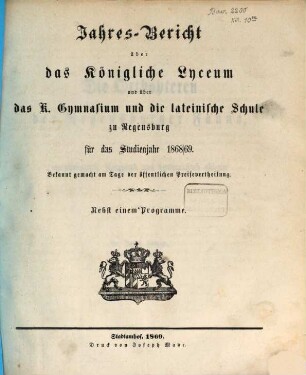 Jahres-Bericht
über
das Königliche Lyceum
und über
das K. Gymnasium und die lateinische Schule
zu Regensburg
für das Studienjahr 1868/69.
Bekannt gemacht am Tage der öffentlichen Preisevertheilung.
Nebst einem Programme.
Stadtamhof, 1869.
Druck von Joseph Mayr.